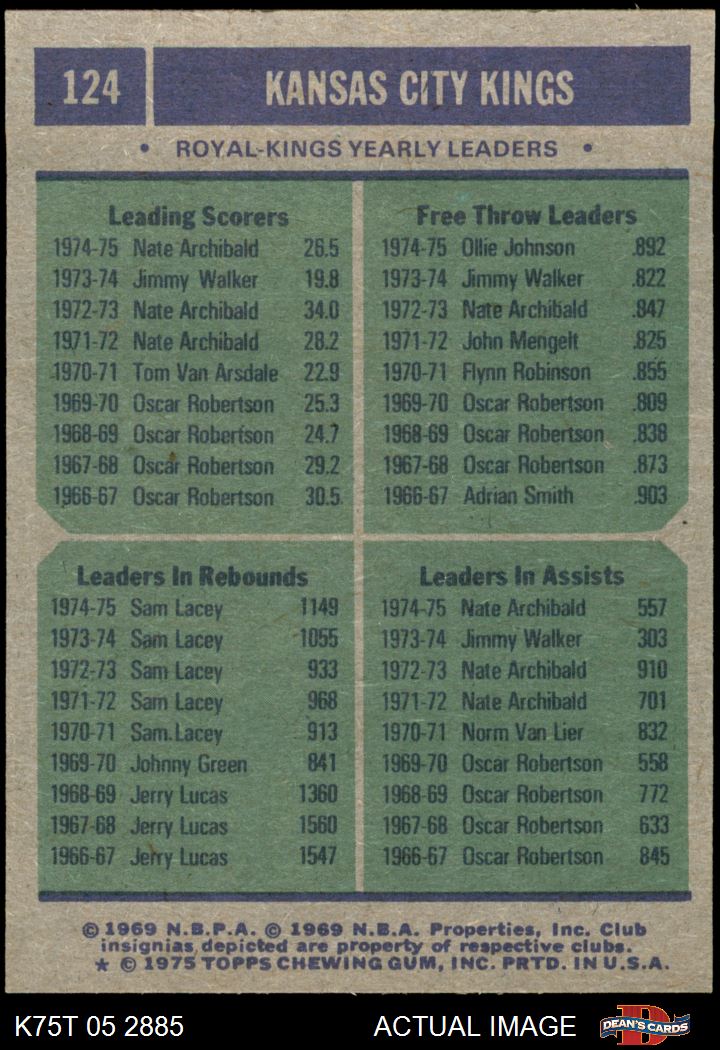 124 KANSAS CITY KINGS
• ROYAL-KINGS YEARLY LEADERS •
Leading Scorers
1974-75 Nate Archibald 26.5
1973-74 Jimmy Walker 19.8
1972-73 Nate Archibald 34.0
1971-72 Nate Archibald 28.2
1970-71 Tom Van Arsdale 22.9
1969-70 Oscar Robertson 25.3
1968-69 Oscar Robertson 24.7
1967-68 Oscar Robertson 29.2
1966-67 Oscar Robertson 30.5
Free Throw Leaders
1974-75 Ollie Johnson .892
1973-74 Jimmy Walker .822
1972-73 Nate Archibald .847
1971-72 John Mengelt .825
1970-71 Flynn Robinson .855
1969-70 Oscar Robertson .809
1968-69 Oscar Robertson .838
1967-68 Oscar Robertson .873
1966-67 Adrian Smith .903
Leaders In Rebounds
1974-75 Sam Lacey 1149
1973-74 Sam Lacey 1055
1972-73 Sam Lacey 933
1971-72 Sam Lacey 968
1970-71 Sam Lacey 913
1969-70 Johnny Green 841
1968-69 Jerry Lucas 1360
1967-68 Jerry Lucas 1560
1966-67 Jerry Lucas 1547
Leaders In Assists
1974-75 Nate Archibald 557
1973-74 Jimmy Walker 303
1972-73 Nate Archibald 910
1971-72 Nate Archibald 701
1970-71 Norm Van Lier 832
1969-70 Oscar Robertson 558
1968-69 Oscar Robertson 772
1967-68 Oscar Robertson 633
1966-67 Oscar Robertson 845
© 1969 N.B.P.A. © 1969 N.B.A. Properties, Inc. Club
insignias depicted are property of respective clubs.
* © 1975 TOPPS CHEWING GUM, INC. PRTD. IN U.S.A.
K75T 05 2885 ACTUAL IMAGE D DEAN'S CARDS